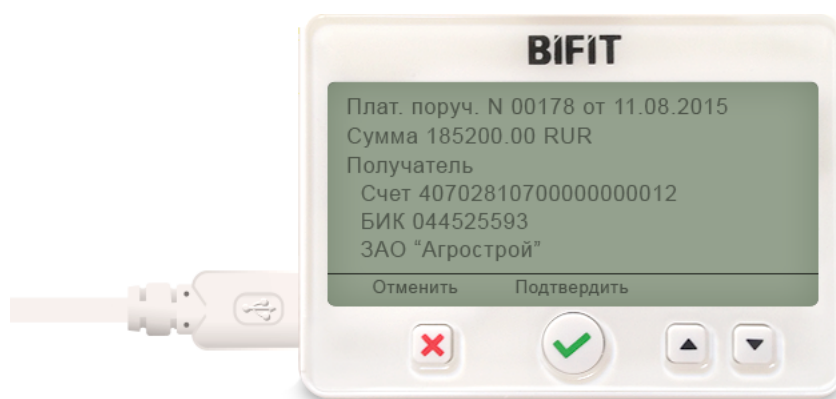 BIFIT
Плат. поруч. N 00178 от 11.08.2015
Сумма 185200.00 RUR
Получатель
Счет 40702810700000000012
БИК 044525593
ЗАО “Агрострой”
Отменить Подтвердить